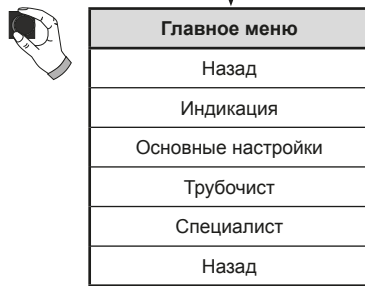 Главное меню
Назад
Индикация
Основные настройки
Трубочист
Специалист
Назад